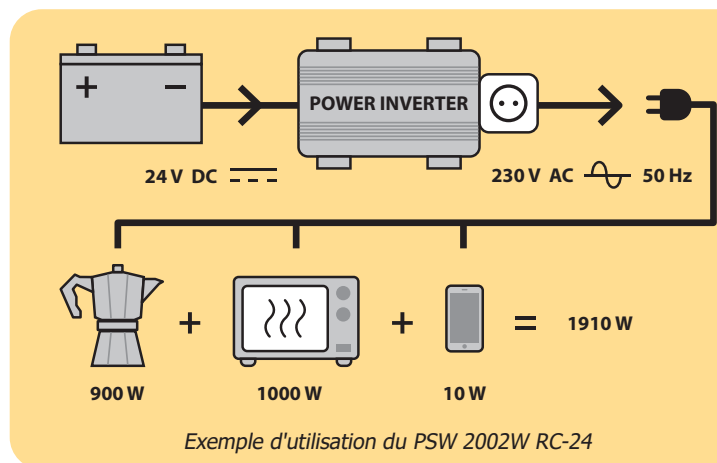 + −
POWER INVERTER
24 V DC
230 V AC 50 Hz
+ + = 1910 W
900 W 1000 W 10 W
Exemple d'utilisation du PSW 2002W RC-24